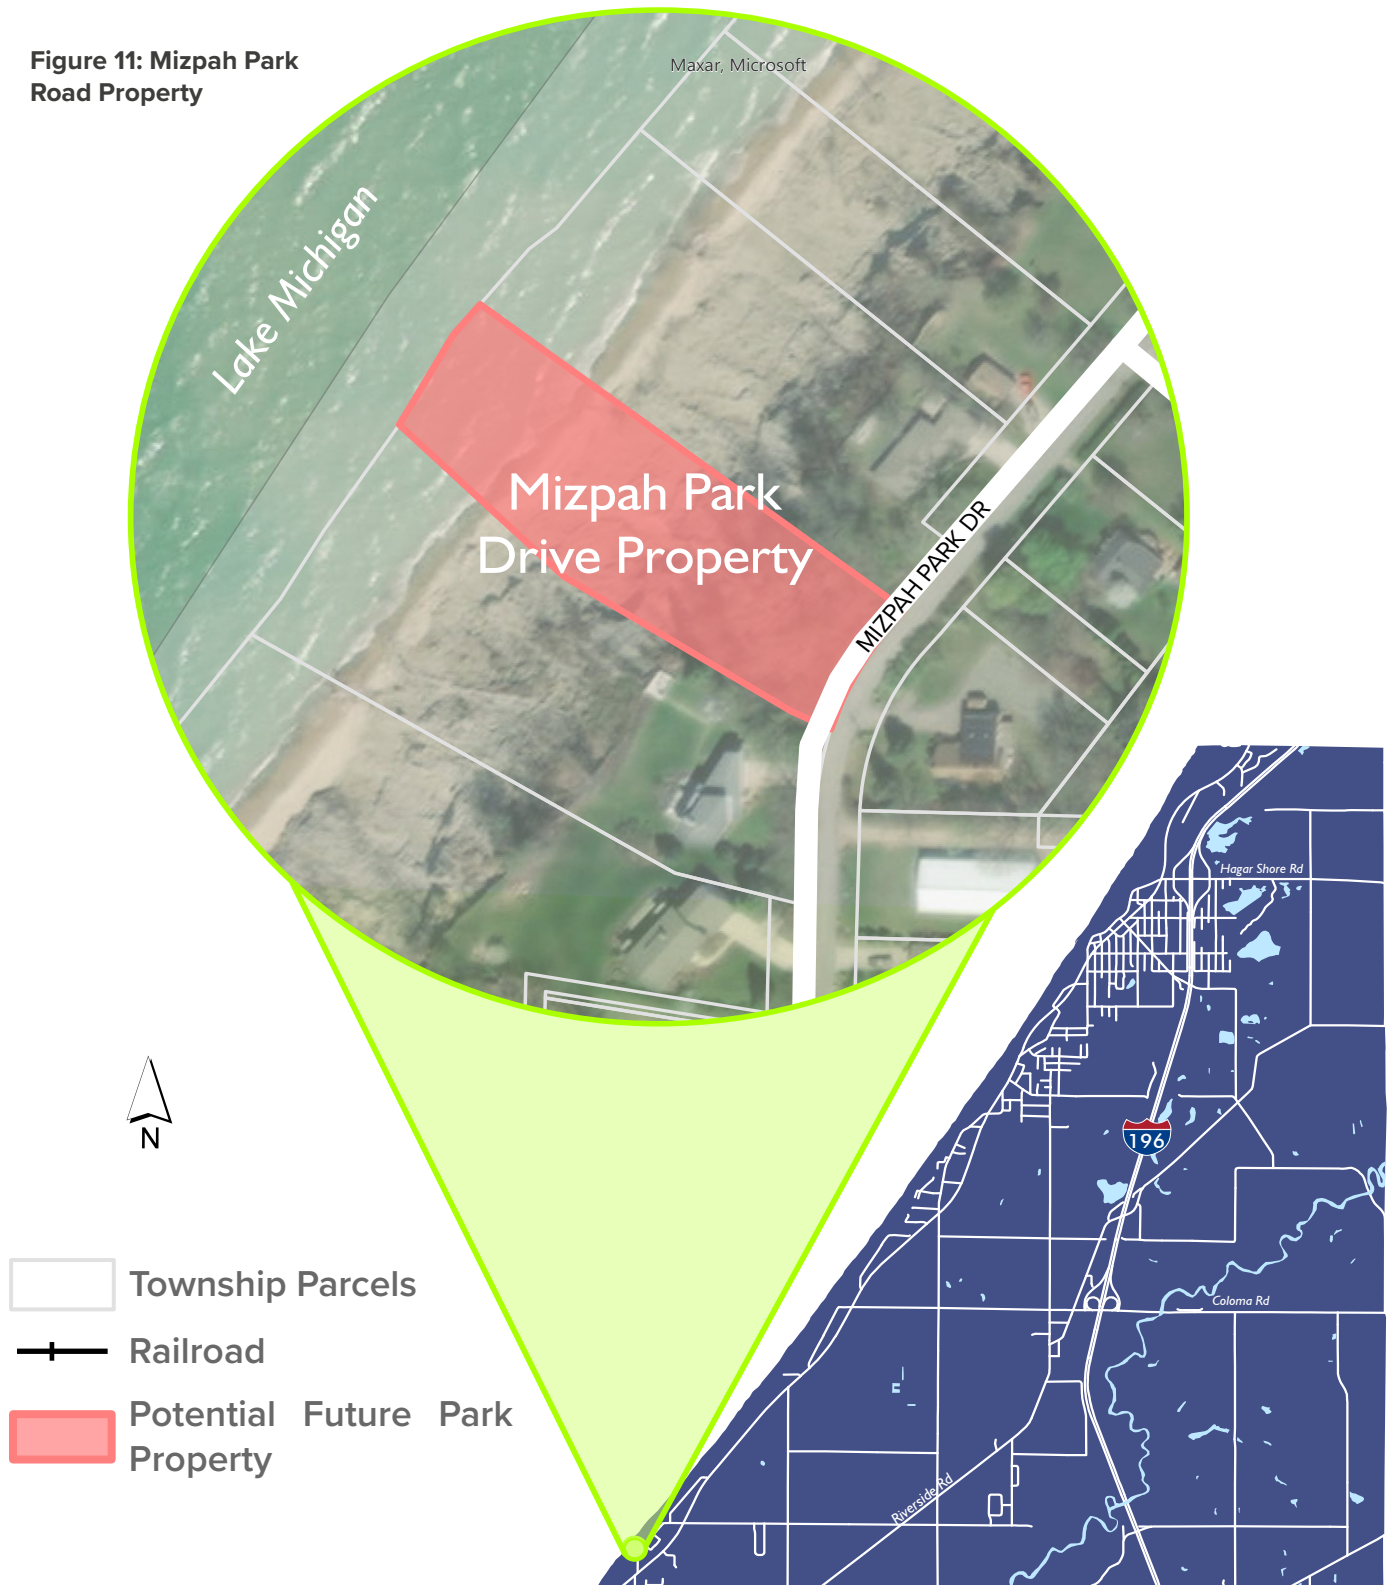 Figure 11: Mizpah Park
Road Property
Maxar, Microsoft
Lake Michigan
Mizpah Park
Drive Property
MIZPAH PARK DR
Hagar Shore Rd
196
Coloma Rd
Riverside Rd
N
Township Parcels
Railroad
Potential Future Park
Property